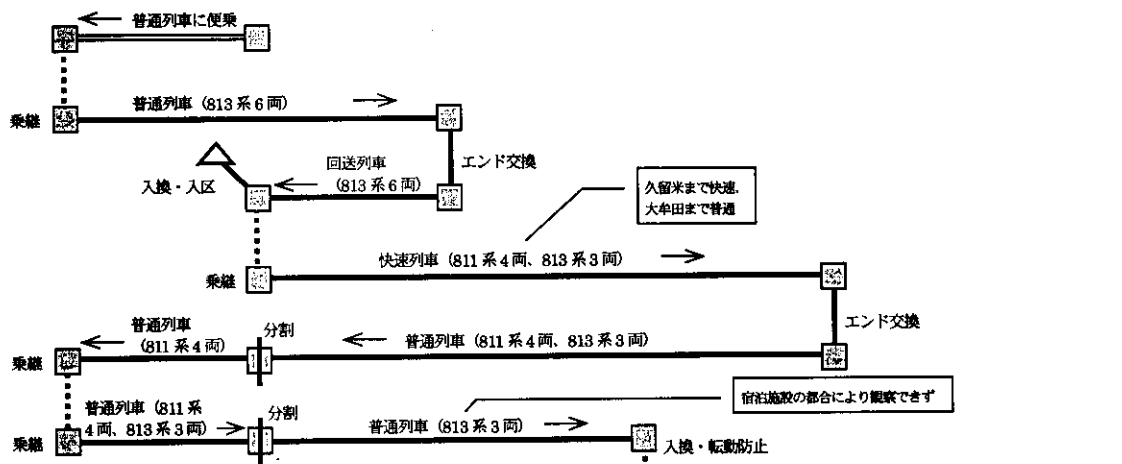 普通列車に便乗
普通列車（813系6両）
乗継
エンド交換
回送列車
（813系6両）
入換・入区
久留米まで快速、
大牟田まで普通
快速列車（811系4両、813系3両）
乗継
エンド交換
普通列車
（811系4両）
分割
普通列車（811系4両、813系3両）
乗継
宿泊施設の都合により観察できず
普通列車（811系
4両、813系3両）
分割
普通列車（813系3両）
乗継
入換・転動防止